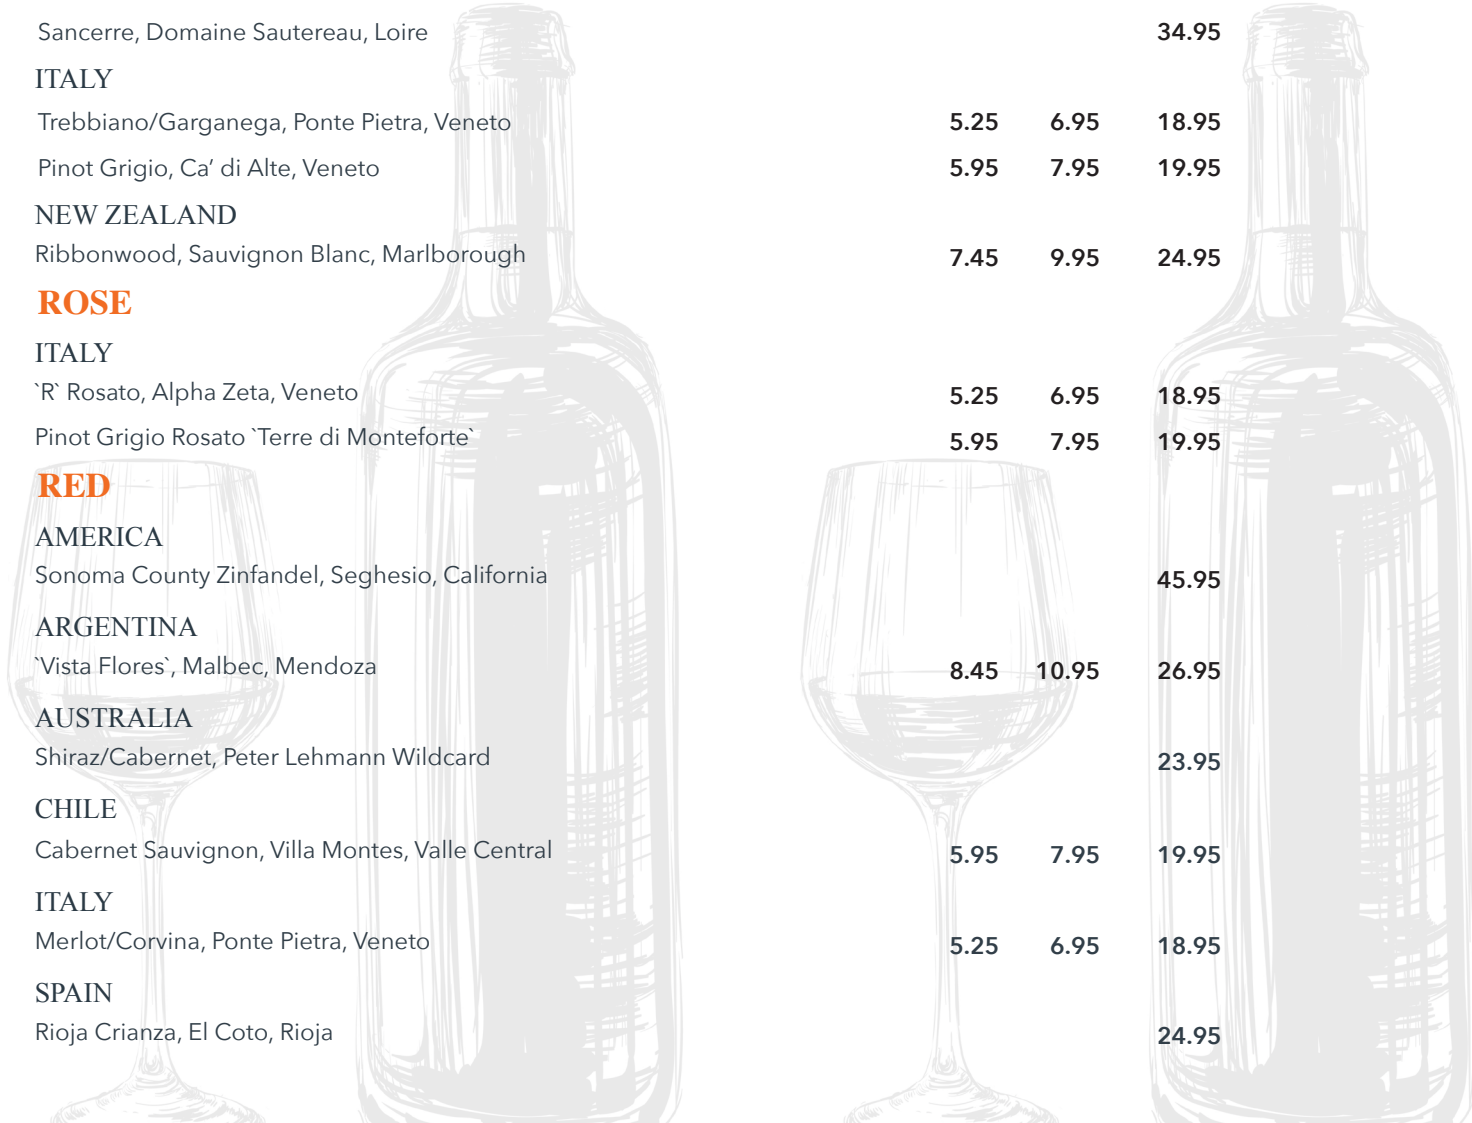 Sancerre, Domaine Sautereau, Loire 34.95
ITALY
Trebbiano/Garganega, Ponte Pietra, Veneto 5.25 6.95 18.95
Pinot Grigio, Ca’ di Alte, Veneto 5.95 7.95 19.95
NEW ZEALAND
Ribbonwood, Sauvignon Blanc, Marlborough 7.45 9.95 24.95
ROSE
ITALY
`R` Rosato, Alpha Zeta, Veneto 5.25 6.95 18.95
Pinot Grigio Rosato `Terre di Monteforte` 5.95 7.95 19.95
RED
AMERICA
Sonoma County Zinfandel, Seghesio, California 45.95
ARGENTINA
`Vista Flores`, Malbec, Mendoza 8.45 10.95 26.95
AUSTRALIA
Shiraz/Cabernet, Peter Lehmann Wildcard 23.95
CHILE
Cabernet Sauvignon, Villa Montes, Valle Central 5.95 7.95 19.95
ITALY
Merlot/Corvina, Ponte Pietra, Veneto 5.25 6.95 18.95
SPAIN
Rioja Crianza, El Coto, Rioja 24.95